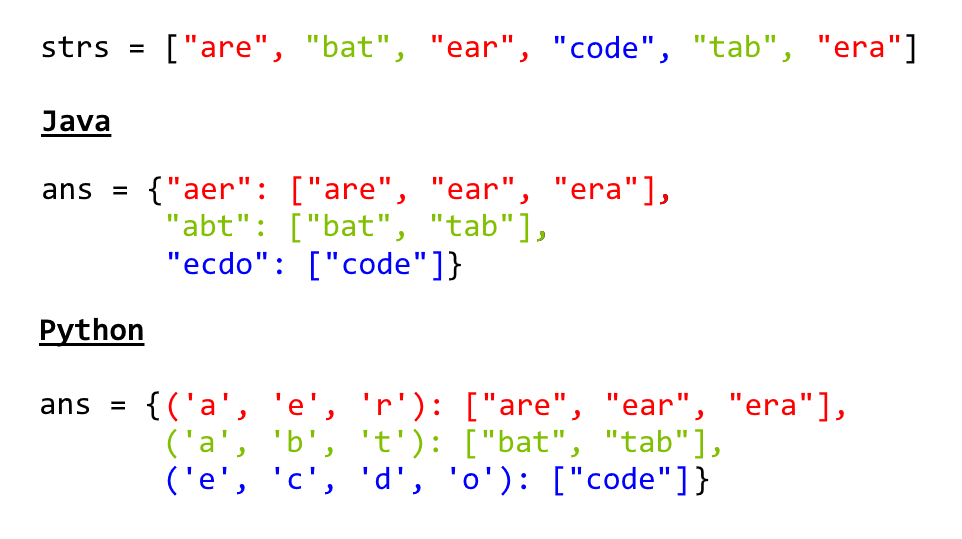 strs = ["are", "bat", "ear", "code", "tab", "era"]
Java
ans = {"aer": ["are", "ear", "era"],
"abt": ["bat", "tab"],
"ecdo": ["code"]}
Python
ans = {('a', 'e', 'r'): ["are", "ear", "era"],
('a', 'b', 't'): ["bat", "tab"],
('e', 'c', 'd', 'o'): ["code"]}